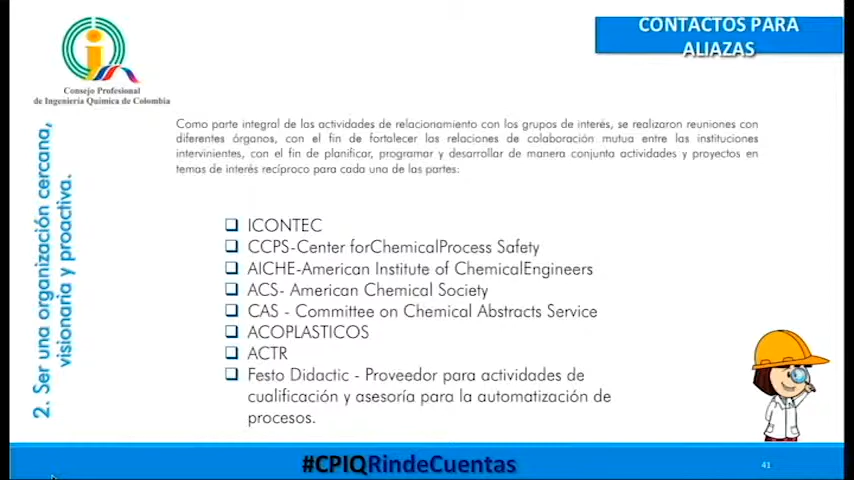 CONTACTOS PARA
ALIAZAS
Consejo Profesional
de Ingeniería Química de Colombia
2. Ser una organización cercana,
visionaria y proactiva.
Como parte integral de las actividades de relacionamiento con los grupos de interés, se realizaron reuniones con
diferentes órganos, con el fin de fortalecer las relaciones de colaboración mutua entre las instituciones
intervinientes, con el fin de planificar, programar y desarrollar de manera conjunta actividades y proyectos en
temas de interés recíproco para cada una de las partes:
ICONTEC
CCPS-Center forChemicalProcess Safety
AICHE-American Institute of ChemicalEngineers
ACS- American Chemical Society
CAS - Committee on Chemical Abstracts Service
ACOPLASTICOS
ACTR
Festo Didactic - Proveedor para actividades de
cualificación y asesoría para la automatización de
procesos.
#CPIQRindeCuentas
41